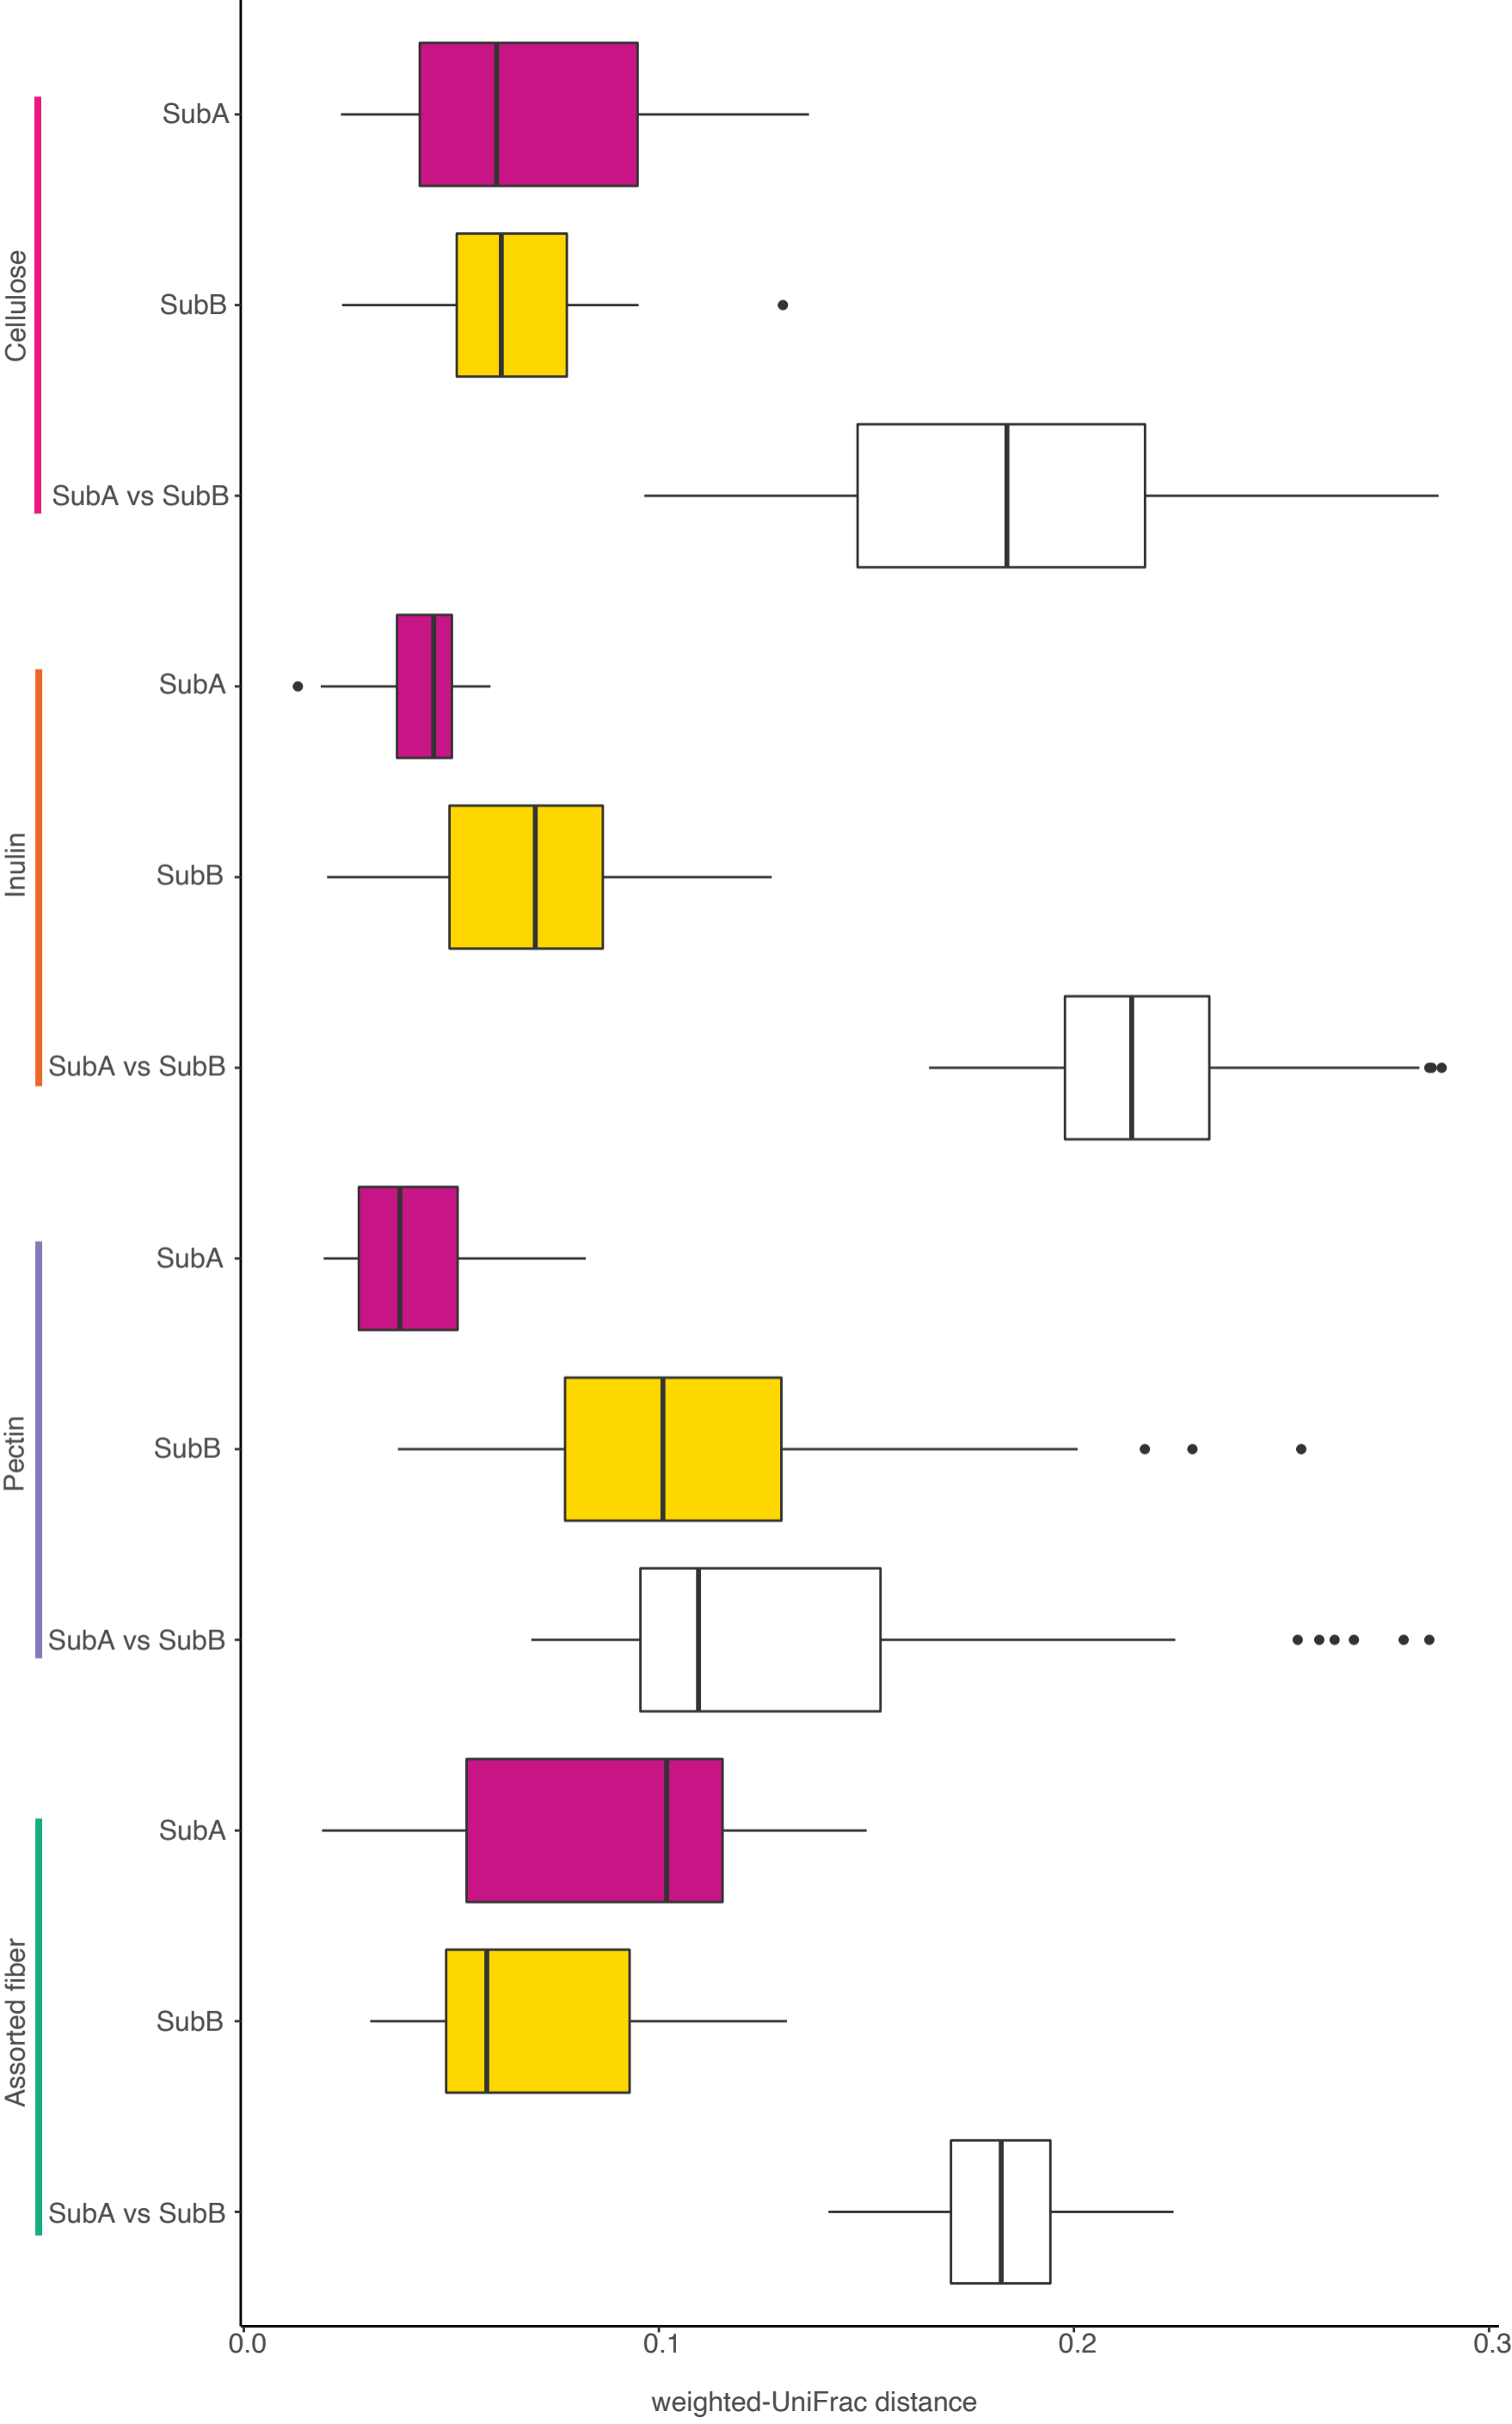 Cellulose
SubA
SubB
SubA vs SubB
Inulin
SubA
SubB
SubA vs SubB
Pectin
SubA
SubB
SubA vs SubB
Assorted fiber
SubA
SubB
SubA vs SubB
0.0 0.1 0.2 0.3
weighted-UniFrac distance